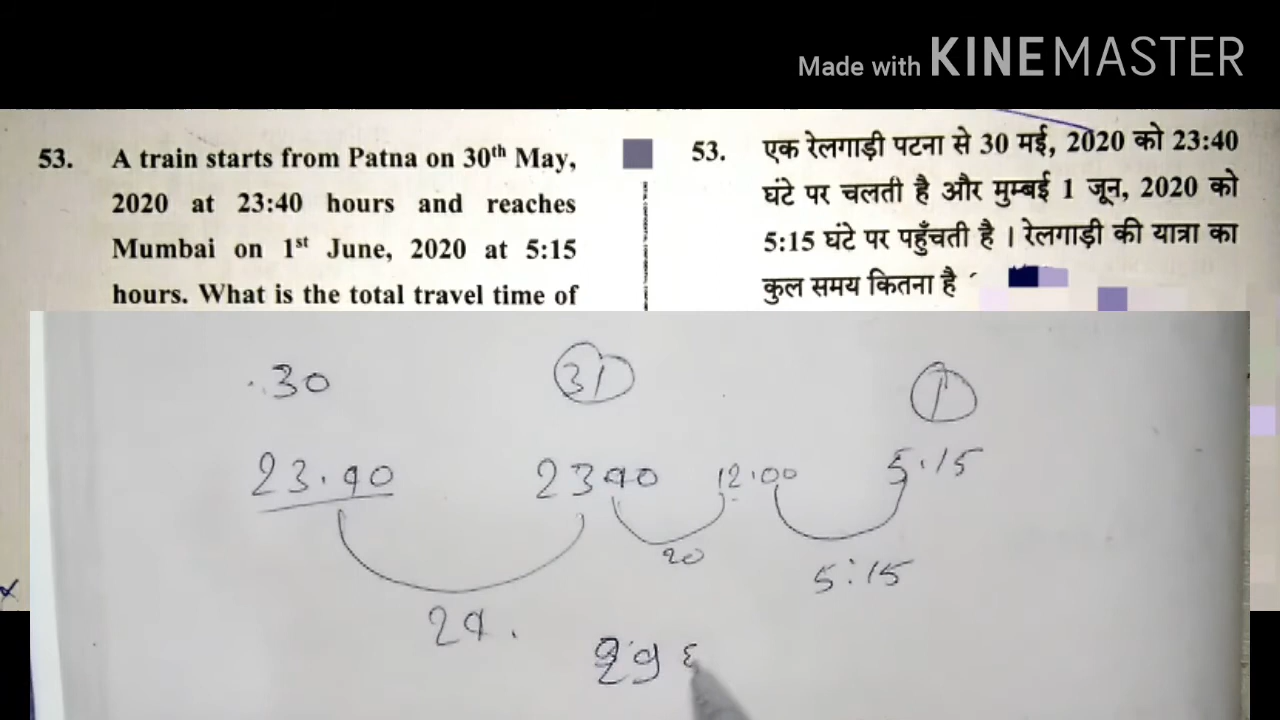 Made with KINEMASTER
53. A train starts from Patna on 30th May,
2020 at 23:40 hours and reaches
Mumbai on 1st June, 2020 at 5:15
hours. What is the total travel time of
53. एक रेलगाड़ी पटना से 30 मई, 2020 को 23:40
घंटे पर चलती है और मुम्बई 1 जून, 2020 को
5:15 घंटे पर पहुँचती है । रेलगाड़ी की यात्रा का
कुल समय कितना है
30 31 1
23.40 2340 12.00 5.15
20 5:15
24.
29